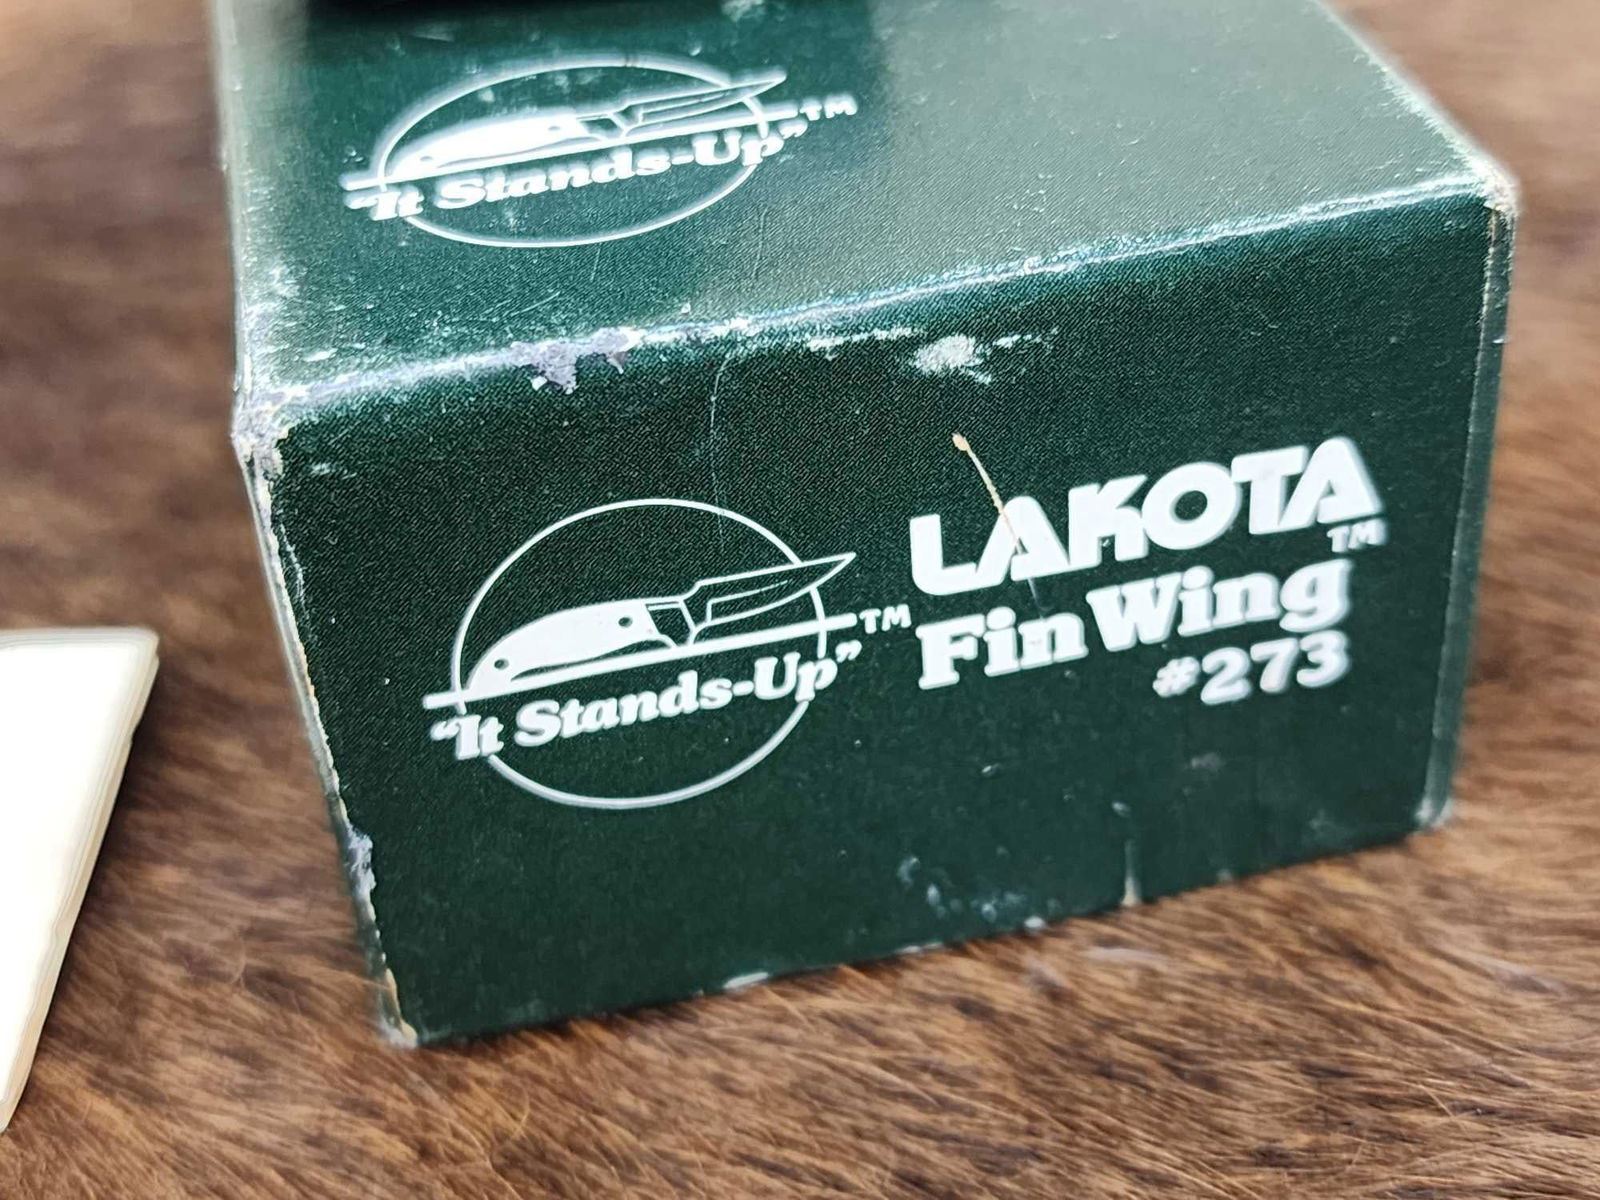 "It Stands-Up"™
LAKOTA™
Fin Wing
#273
"It Stands-Up"™